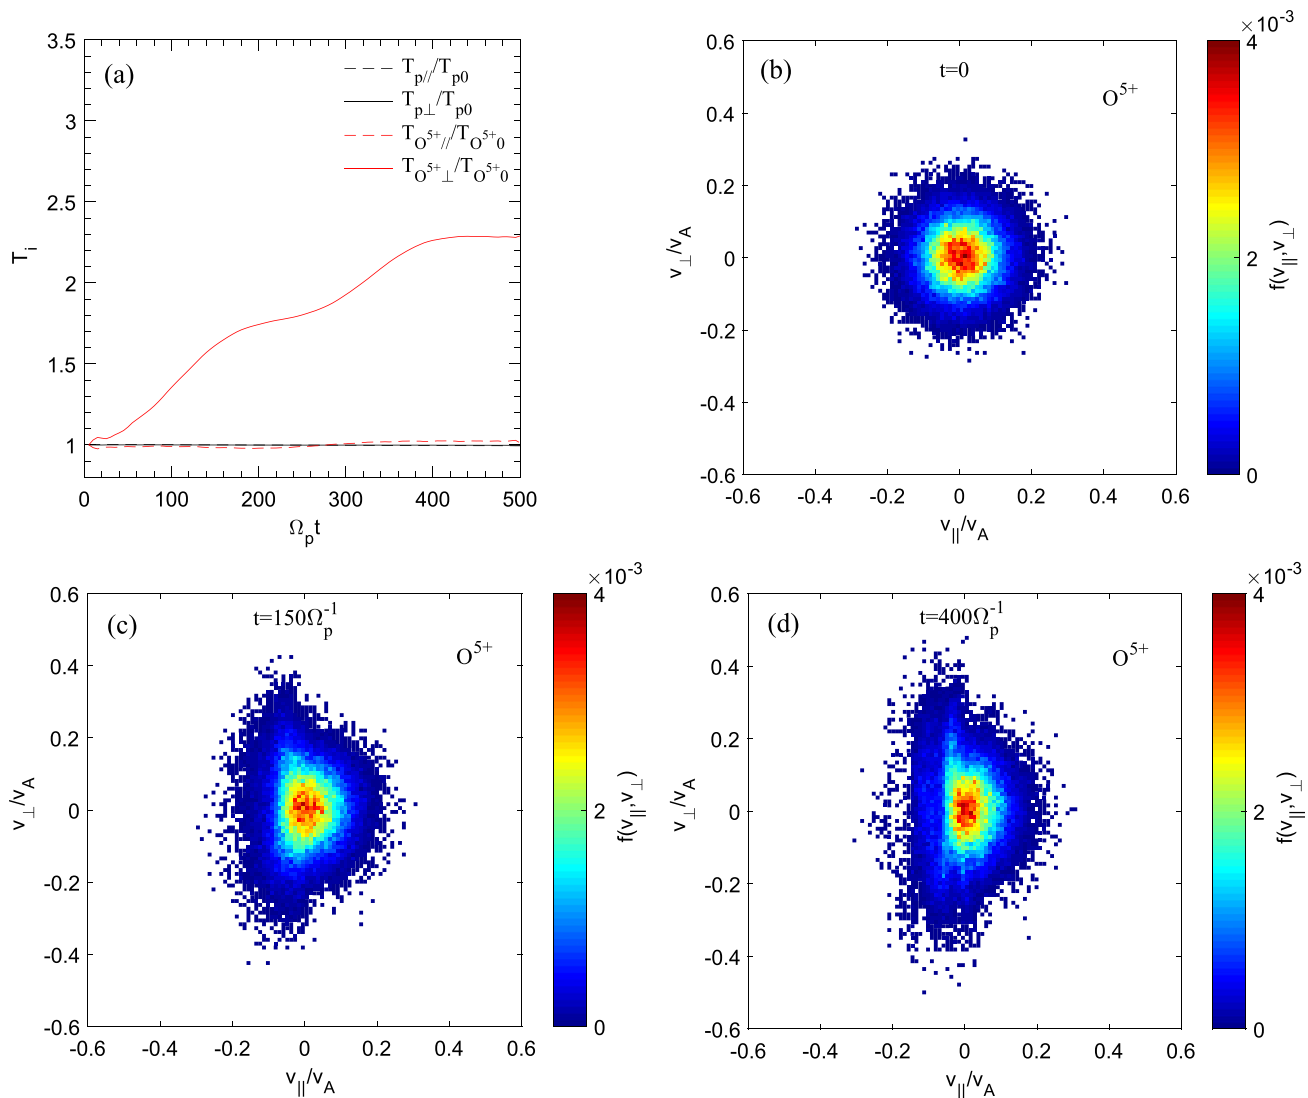 (a)
T_p///T_p0
T_p⊥/T_p0
T_O⁵⁺///T_O⁵⁺0
T_O⁵⁺⊥/T_O⁵⁺0
3.5
3
2.5
2
1.5
1
T_i
0 100 200 300 400 500
Ω_p t
(b)
t=0
O⁵⁺
0.6
0.4
0.2
0
-0.2
-0.4
-0.6
v_⊥/v_A
-0.6 -0.4 -0.2 0 0.2 0.4 0.6
v_||/v_A
×10⁻³
4
2
0
f(v_||,v_⊥)
(c)
t=150Ω_p⁻¹
O⁵⁺
0.6
0.4
0.2
0
-0.2
-0.4
-0.6
v_⊥/v_A
-0.6 -0.4 -0.2 0 0.2 0.4 0.6
v_||/v_A
×10⁻³
4
2
0
f(v_||,v_⊥)
(d)
t=400Ω_p⁻¹
O⁵⁺
0.6
0.4
0.2
0
-0.2
-0.4
-0.6
v_⊥/v_A
-0.6 -0.4 -0.2 0 0.2 0.4 0.6
v_||/v_A
×10⁻³
4
2
0
f(v_||,v_⊥)